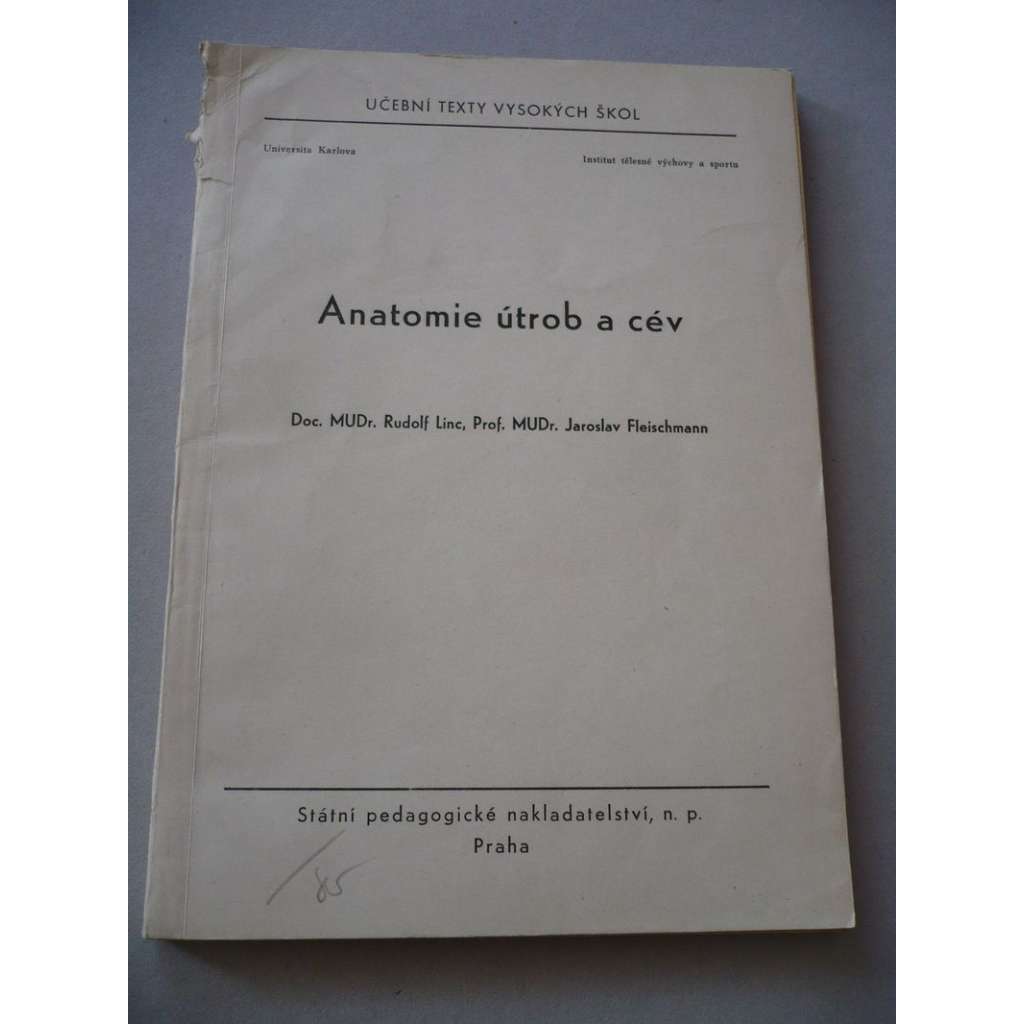 UČEBNÍ TEXTY VYSOKÝCH ŠKOL
Universita Karlova
Institut tělesné výchovy a sportu
Anatomie útrob a cév
Doc. MUDr. Rudolf Linc, Prof. MUDr. Jaroslav Fleischmann
Státní pedagogické nakladatelství, n. p.
Praha
/85